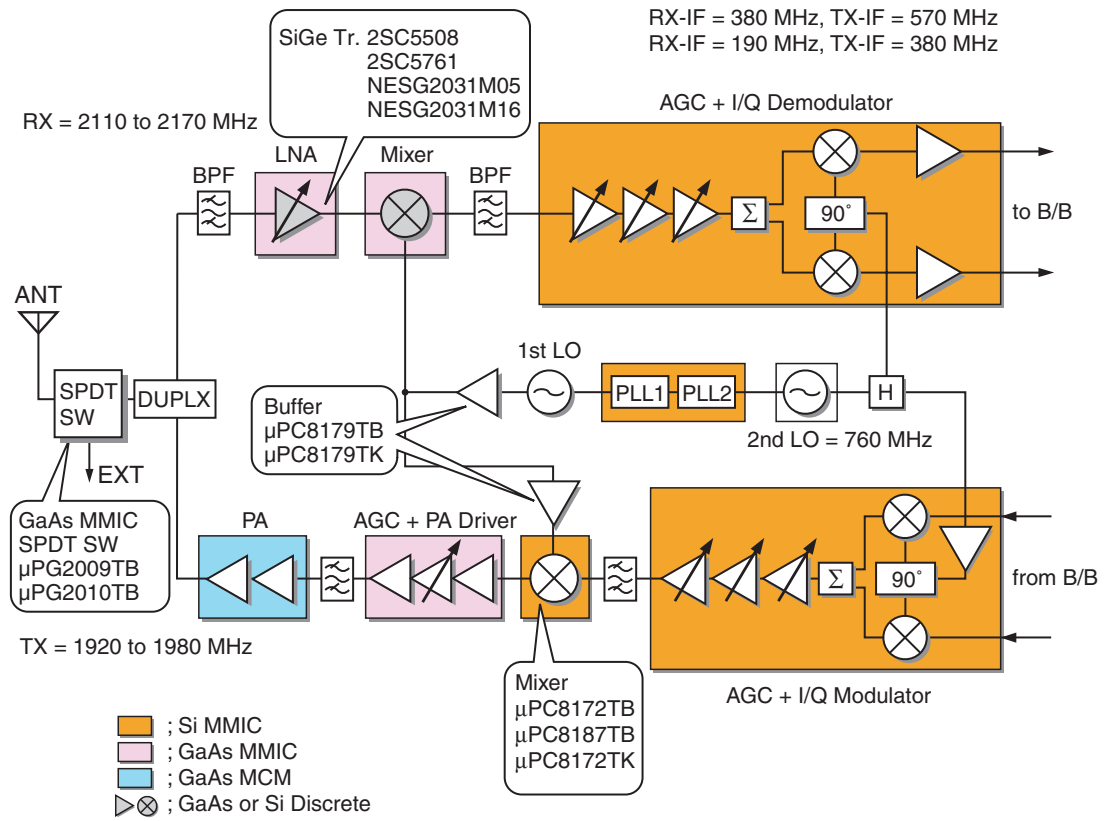 RX-IF = 380 MHz, TX-IF = 570 MHz
RX-IF = 190 MHz, TX-IF = 380 MHz
SiGe Tr. 2SC5508
2SC5761
NESG2031M05
NESG2031M16
AGC + I/Q Demodulator
RX = 2110 to 2170 MHz
LNA
Mixer
BPF
BPF
Σ
90°
to B/B
ANT
SPDT
SW
DUPLX
EXT
1st LO
PLL1
PLL2
H
2nd LO = 760 MHz
Buffer
µPC8179TB
µPC8179TK
GaAs MMIC
SPDT SW
µPG2009TB
µPG2010TB
PA
AGC + PA Driver
Σ
90°
from B/B
TX = 1920 to 1980 MHz
Mixer
µPC8172TB
µPC8187TB
µPC8172TK
AGC + I/Q Modulator
; Si MMIC
; GaAs MMIC
; GaAs MCM
; GaAs or Si Discrete